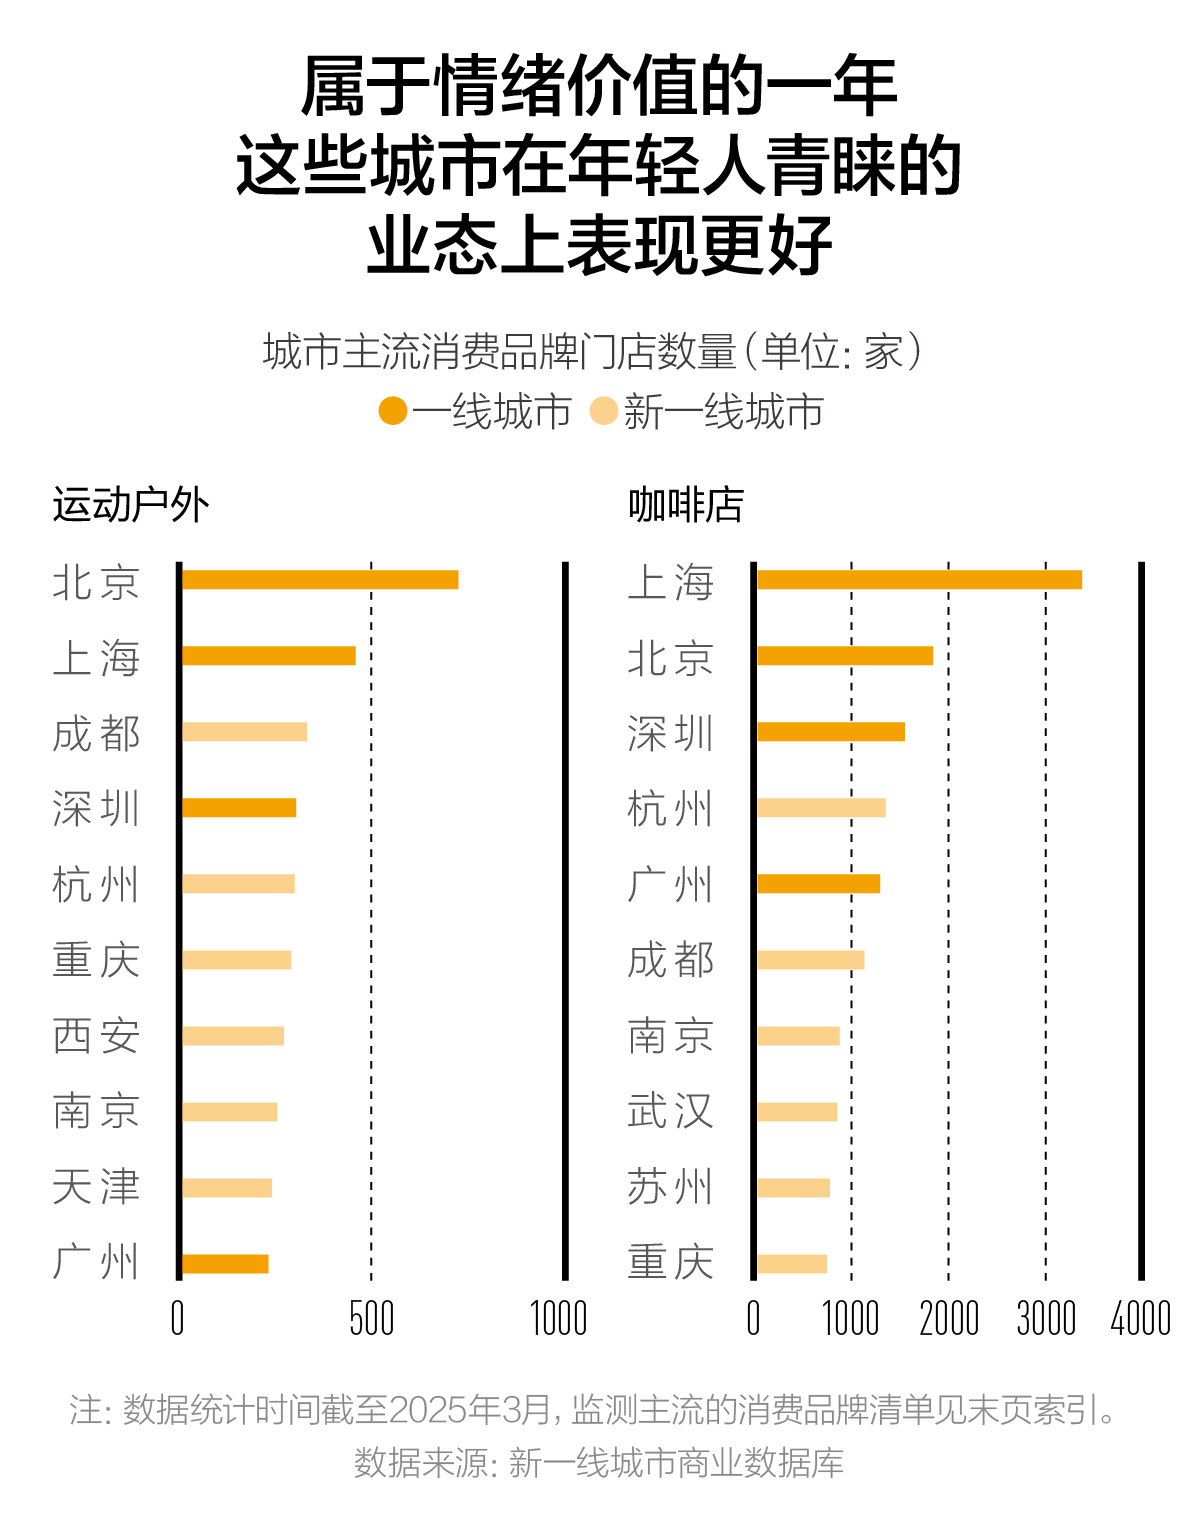 属于情绪价值的一年
这些城市在年轻人青睐的
业态上表现更好
城市主流消费品牌门店数量（单位：家）
一线城市 新一线城市
运动户外
北京
上海
成都
深圳
杭州
重庆
西安
南京
天津
广州
0 500 1000
咖啡店
上海
北京
深圳
杭州
广州
成都
南京
武汉
苏州
重庆
0 1000 2000 3000 4000
注：数据统计时间截至2025年3月，监测主流的消费品牌清单见末页索引。
数据来源：新一线城市商业数据库